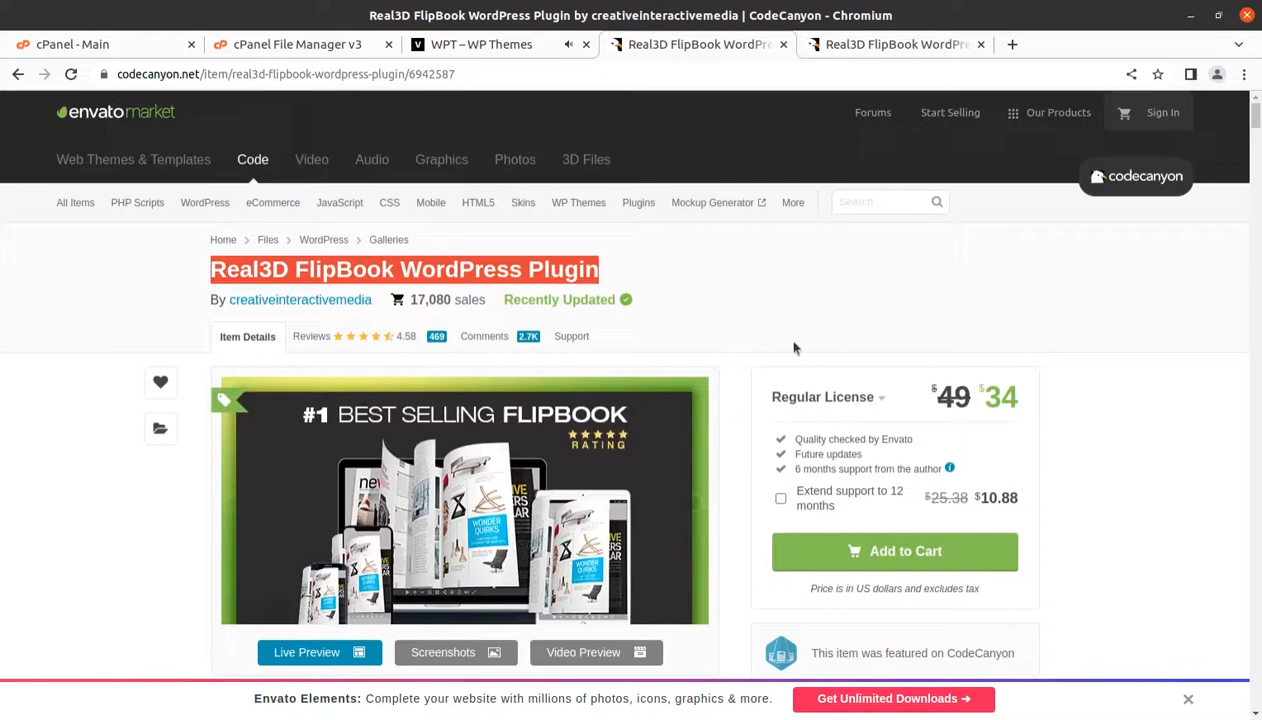 Real3D FlipBook WordPress Plugin by creativeinteractivemedia | CodeCanyon - Chromium
cPanel - Main
cPanel File Manager v3
WPT – WP Themes
Real3D FlipBook WordPre
Real3D FlipBook WordPre
codecanyon.net/item/real3d-flipbook-wordpress-plugin/6942587
envatomarket
Forums
Start Selling
Our Products
Sign In
Web Themes & Templates
Code
Video
Audio
Graphics
Photos
3D Files
codecanyon
All Items
PHP Scripts
WordPress
eCommerce
JavaScript
CSS
Mobile
HTML5
Skins
WP Themes
Plugins
Mockup Generator
More
Search
Home
Files
WordPress
Galleries
Real3D FlipBook WordPress Plugin
By creativeinteractivemedia 17,080 sales Recently Updated
Item Details
Reviews 4.58 469
Comments 2.7K
Support
#1 BEST SELLING FLIPBOOK
RATING
WONDER QUIRKS
Live Preview
Screenshots
Video Preview
Regular License $49 $34
Quality checked by Envato
Future updates
6 months support from the author
Extend support to 12
months $25.38 $10.88
Add to Cart
Price is in US dollars and excludes tax
This item was featured on CodeCanyon
Envato Elements: Complete your website with millions of photos, icons, graphics & more.
Get Unlimited Downloads ➔